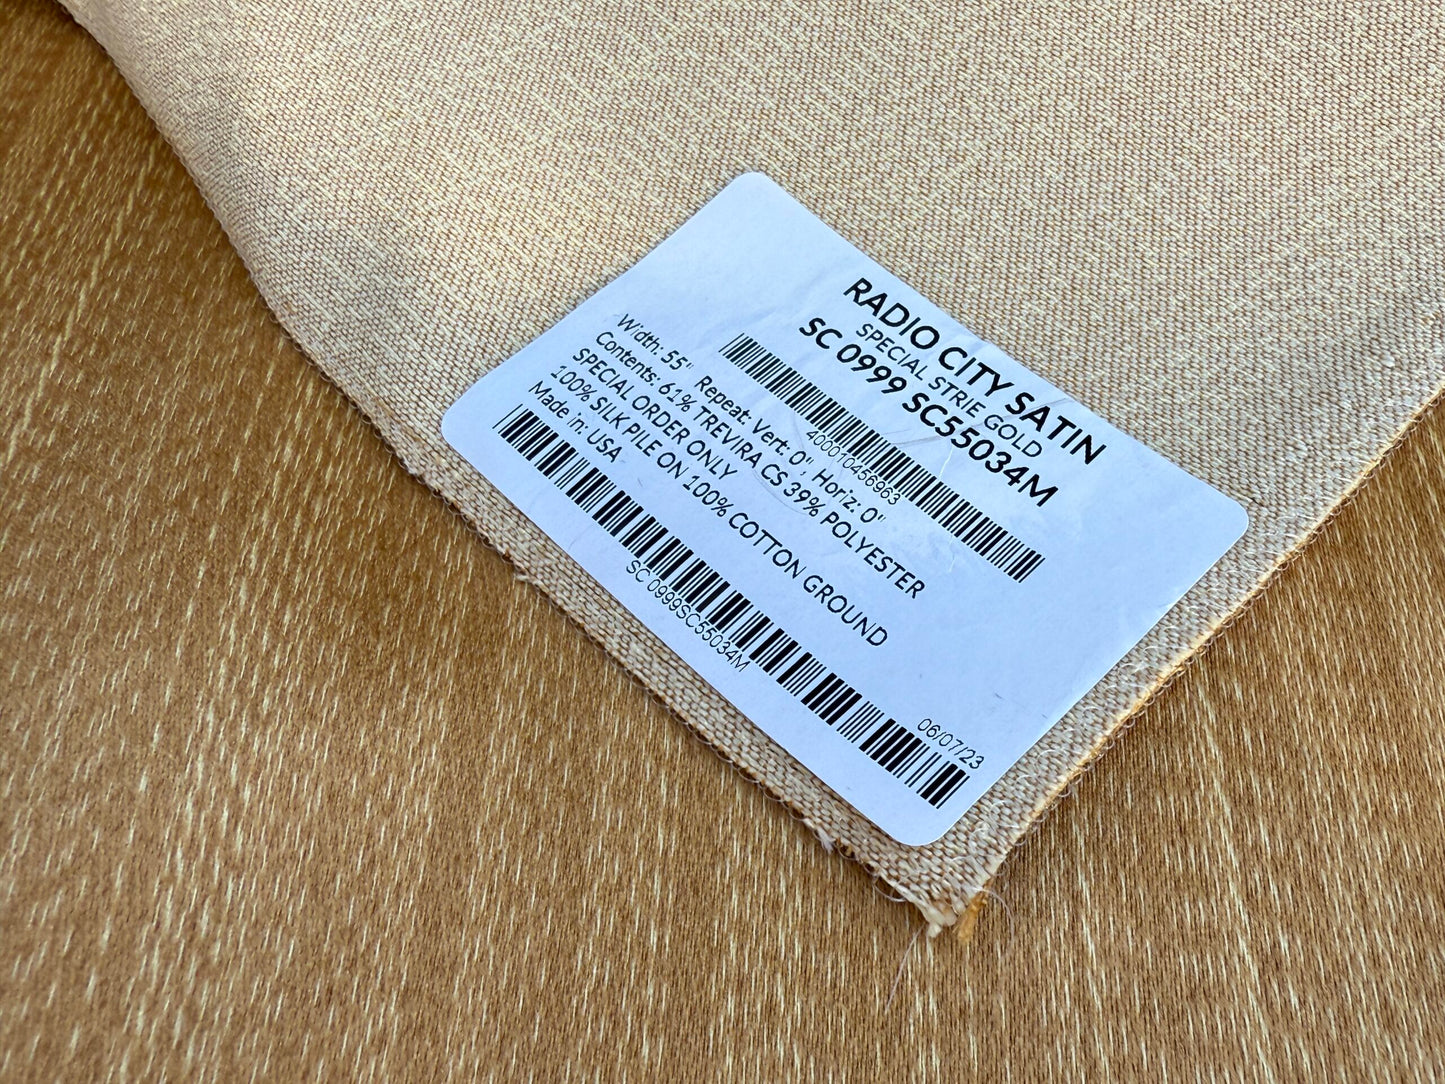 RADIO CITY SATIN
SPECIAL STRIE GOLD
SC 0999 SC55034M
400010456963
Width: 55" Repeat: Vert: 0" , Horiz: 0"
Contents: 61% TREVIRA CS 39% POLYESTER
SPECIAL ORDER ONLY
100% SILK PILE ON 100% COTTON GROUND
Made in: USA
06/07/23
SC 0999SC55034M